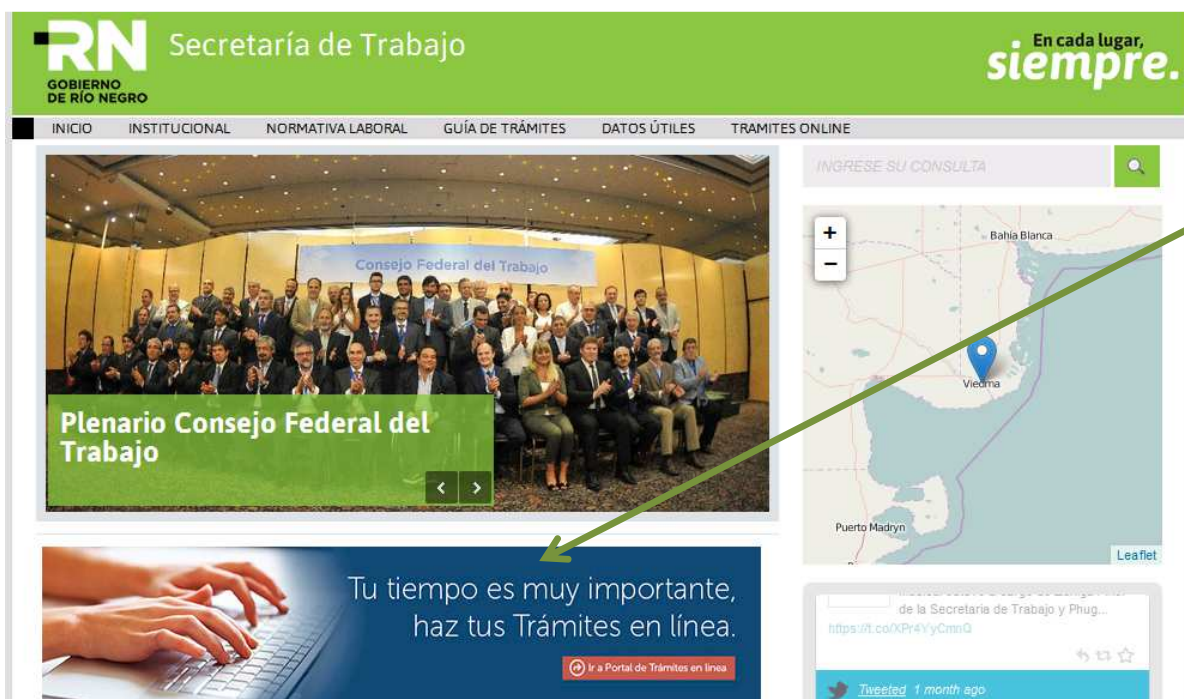 RN
GOBIERNO
DE RÍO NEGRO
Secretaría de Trabajo
En cada lugar,
siempre.
INICIO INSTITUCIONAL NORMATIVA LABORAL GUÍA DE TRÁMITES DATOS ÚTILES TRAMITES ONLINE
INGRESE SU CONSULTA
Consejo Federal del Trabajo
Plenario Consejo Federal del
Trabajo
< >
+
−
Bahía Blanca
Viedma
Puerto Madryn
Leaflet
Tu tiempo es muy importante,
haz tus Trámites en línea.
Ir a Portal de Trámites en linea
de la Secretaria de Trabajo y Phug...
https://t.co/XPr4YyCmnQ
Tweeted 1 month ago